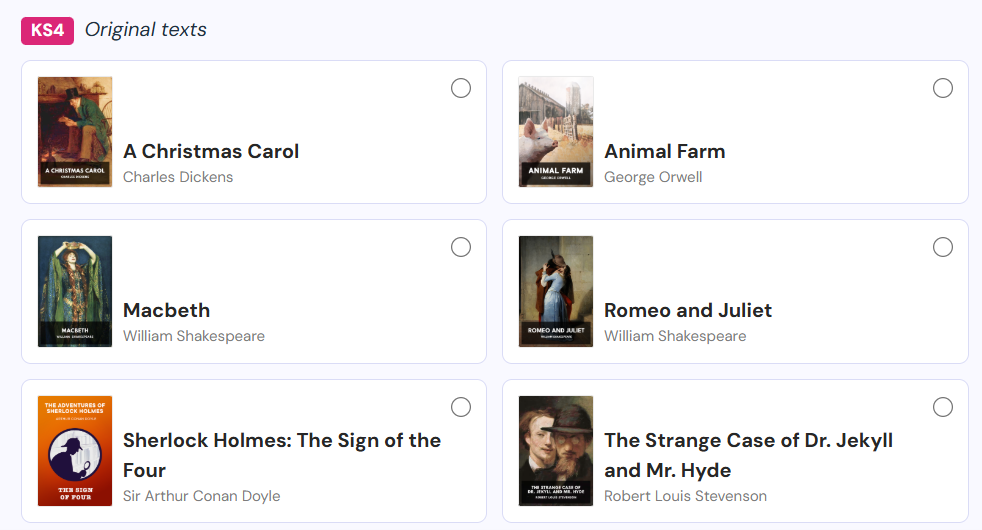 KS4 Original texts
A CHRISTMAS CAROL
CHARLES DICKENS
A Christmas Carol
Charles Dickens
ANIMAL FARM
GEORGE ORWELL
Animal Farm
George Orwell
MACBETH
WILLIAM SHAKESPEARE
Macbeth
William Shakespeare
ROMEO AND JULIET
WILLIAM SHAKESPEARE
Romeo and Juliet
William Shakespeare
THE ADVENTURES OF
SHERLOCK HOLMES
ARTHUR CONAN DOYLE
THE SIGN
OF FOUR
Sherlock Holmes: The Sign of the
Four
Sir Arthur Conan Doyle
THE STRANGE CASE OF
DR. JEKYLL AND MR. HYDE
ROBERT LOUIS STEVENSON
The Strange Case of Dr. Jekyll
and Mr. Hyde
Robert Louis Stevenson